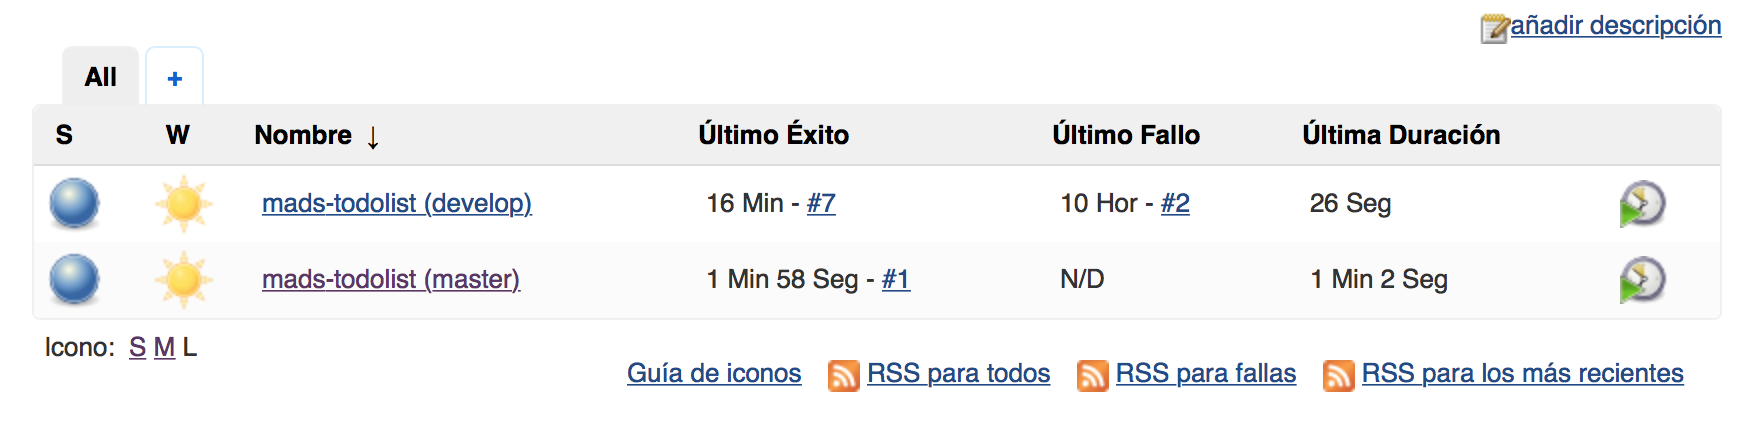 añadir descripción
All +
S W Nombre ↓ Último Éxito Último Fallo Última Duración
mads-todolist (develop) 16 Min - #7 10 Hor - #2 26 Seg
mads-todolist (master) 1 Min 58 Seg - #1 N/D 1 Min 2 Seg
Icono: S M L
Guía de iconos RSS para todos RSS para fallas RSS para los más recientes